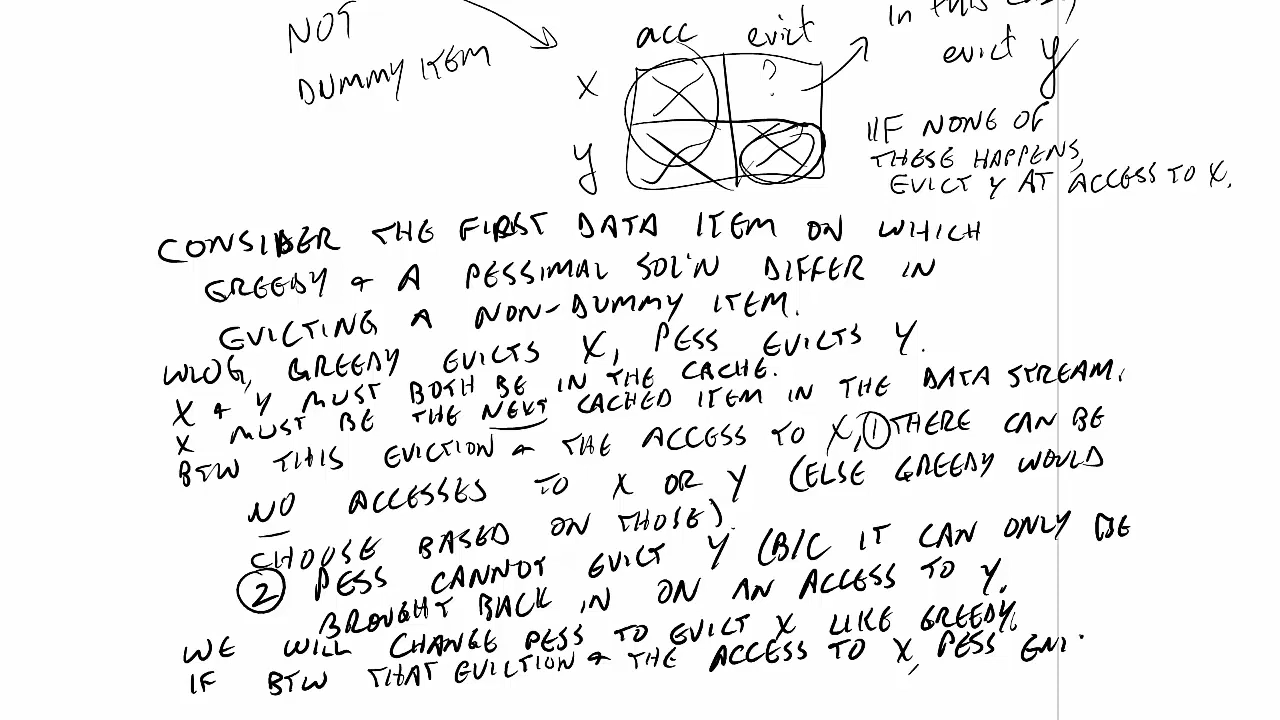 NOT
DUMMY ITEM
acc evict
x ?
y
in this case,
evict y
IF NONE OF
THESE HAPPENS,
EVICT Y AT ACCESS TO X.
CONSIDER THE FIRST DATA ITEM ON WHICH
GREEDY & A PESSIMAL SOL'N DIFFER IN
EVICTING A NON-DUMMY ITEM.
WLOG, GREEDY EVICTS X, PESS EVICTS Y.
X & Y MUST BOTH BE IN THE CACHE.
X MUST BE THE NEXT CACHED ITEM IN THE DATA STREAM.
BTW THIS EVICTION & THE ACCESS TO X, ① THERE CAN BE
NO ACCESSES TO X OR Y (ELSE GREEDY WOULD
CHOOSE BASED ON THOSE).
② PESS CANNOT EVICT Y (B/C IT CAN ONLY BE
BROUGHT BACK IN ON AN ACCESS TO Y.
WE WILL CHANGE PESS TO EVICT X LIKE GREEDY.
IF BTW THAT EVICTION & THE ACCESS TO X, PESS